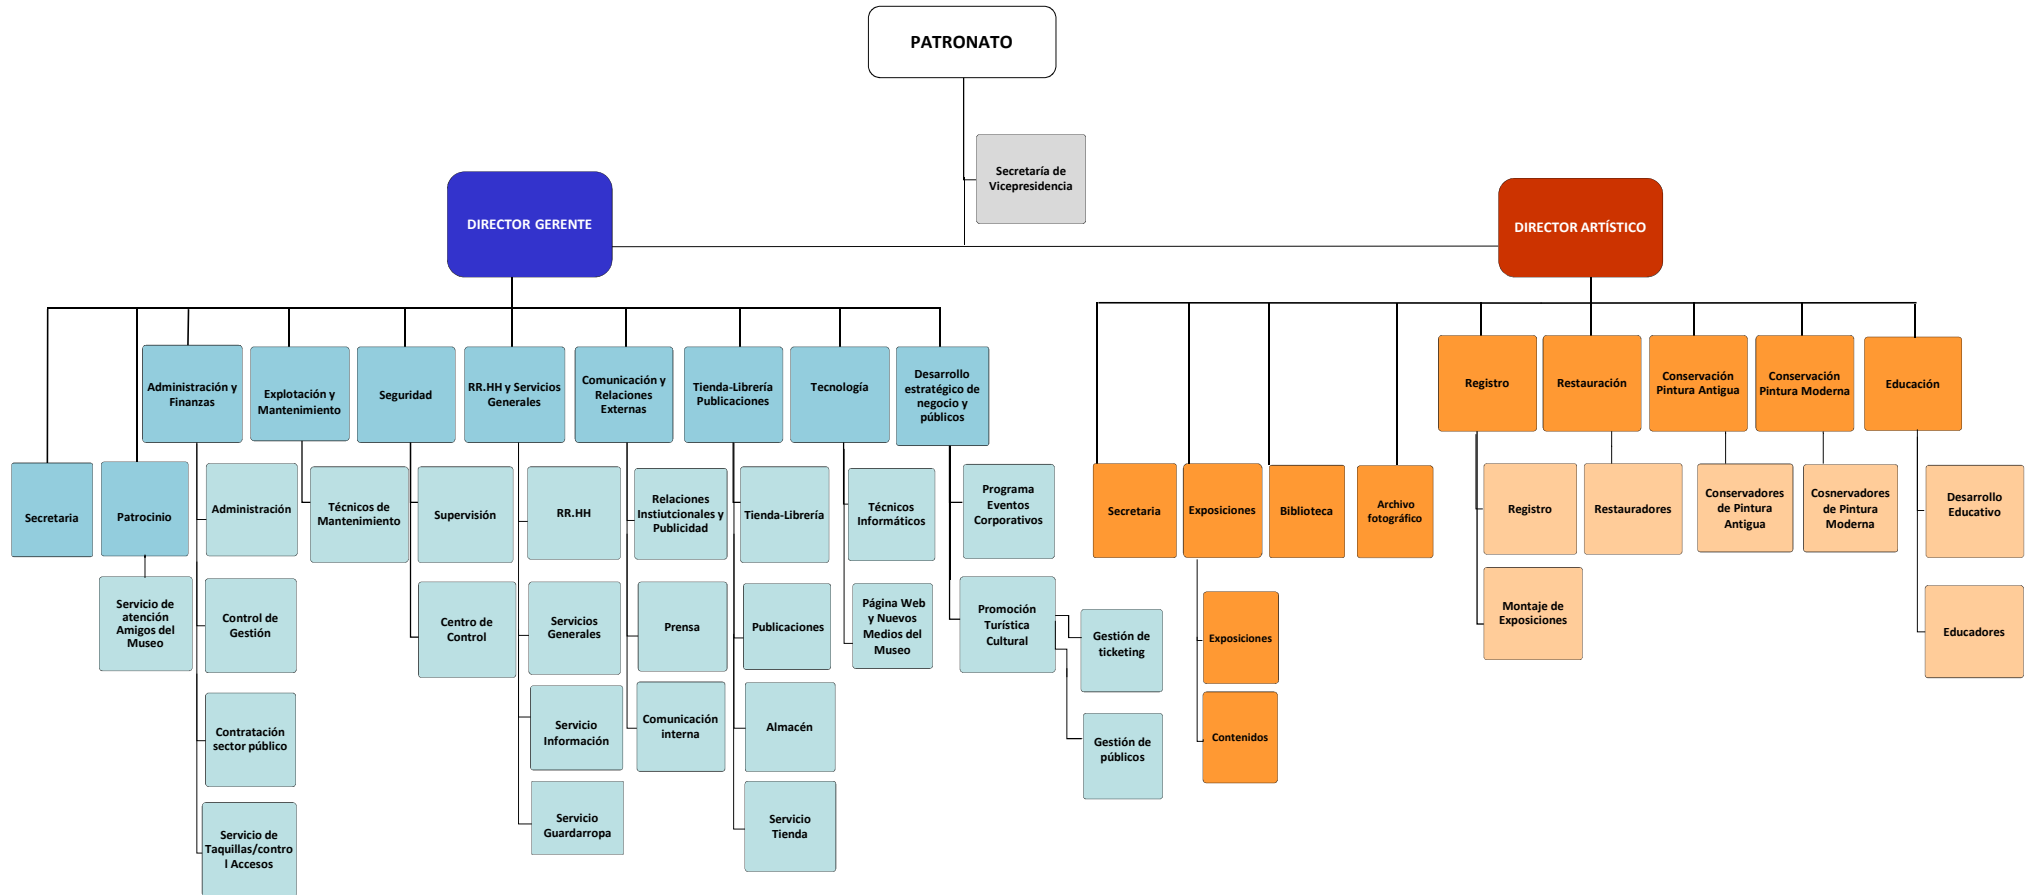 PATRONATO
Secretaría de
Vicepresidencia
DIRECTOR GERENTE
DIRECTOR ARTÍSTICO
Administración y
Finanzas
Explotación y
Mantenimiento
Seguridad
RR.HH y Servicios
Generales
Comunicación y
Relaciones
Externas
Tienda-Librería
Publicaciones
Tecnología
Desarrollo
estratégico de
negocio y
públicos
Registro
Restauración
Conservación
Pintura Antigua
Conservación
Pintura Moderna
Educación
Secretaria
Patrocinio
Administración
Técnicos de
Mantenimiento
Supervisión
RR.HH
Relaciones
Instiutcionales y
Publicidad
Tienda-Librería
Técnicos
Informáticos
Programa
Eventos
Corporativos
Secretaria
Exposiciones
Biblioteca
Archivo
fotográfico
Registro
Restauradores
Conservadores
de Pintura
Antigua
Cosnervadores
de Pintura
Moderna
Desarrollo
Educativo
Servicio de
atención
Amigos del
Museo
Control de
Gestión
Centro de
Control
Servicios
Generales
Prensa
Publicaciones
Página Web
y Nuevos
Medios del
Museo
Promoción
Turística
Cultural
Gestión de
ticketing
Exposiciones
Montaje de
Exposiciones
Educadores
Contratación
sector público
Servicio
Información
Comunicación
interna
Almacén
Gestión de
públicos
Contenidos
Servicio de
Taquillas/contro
l Accesos
Servicio
Guardarropa
Servicio
Tienda